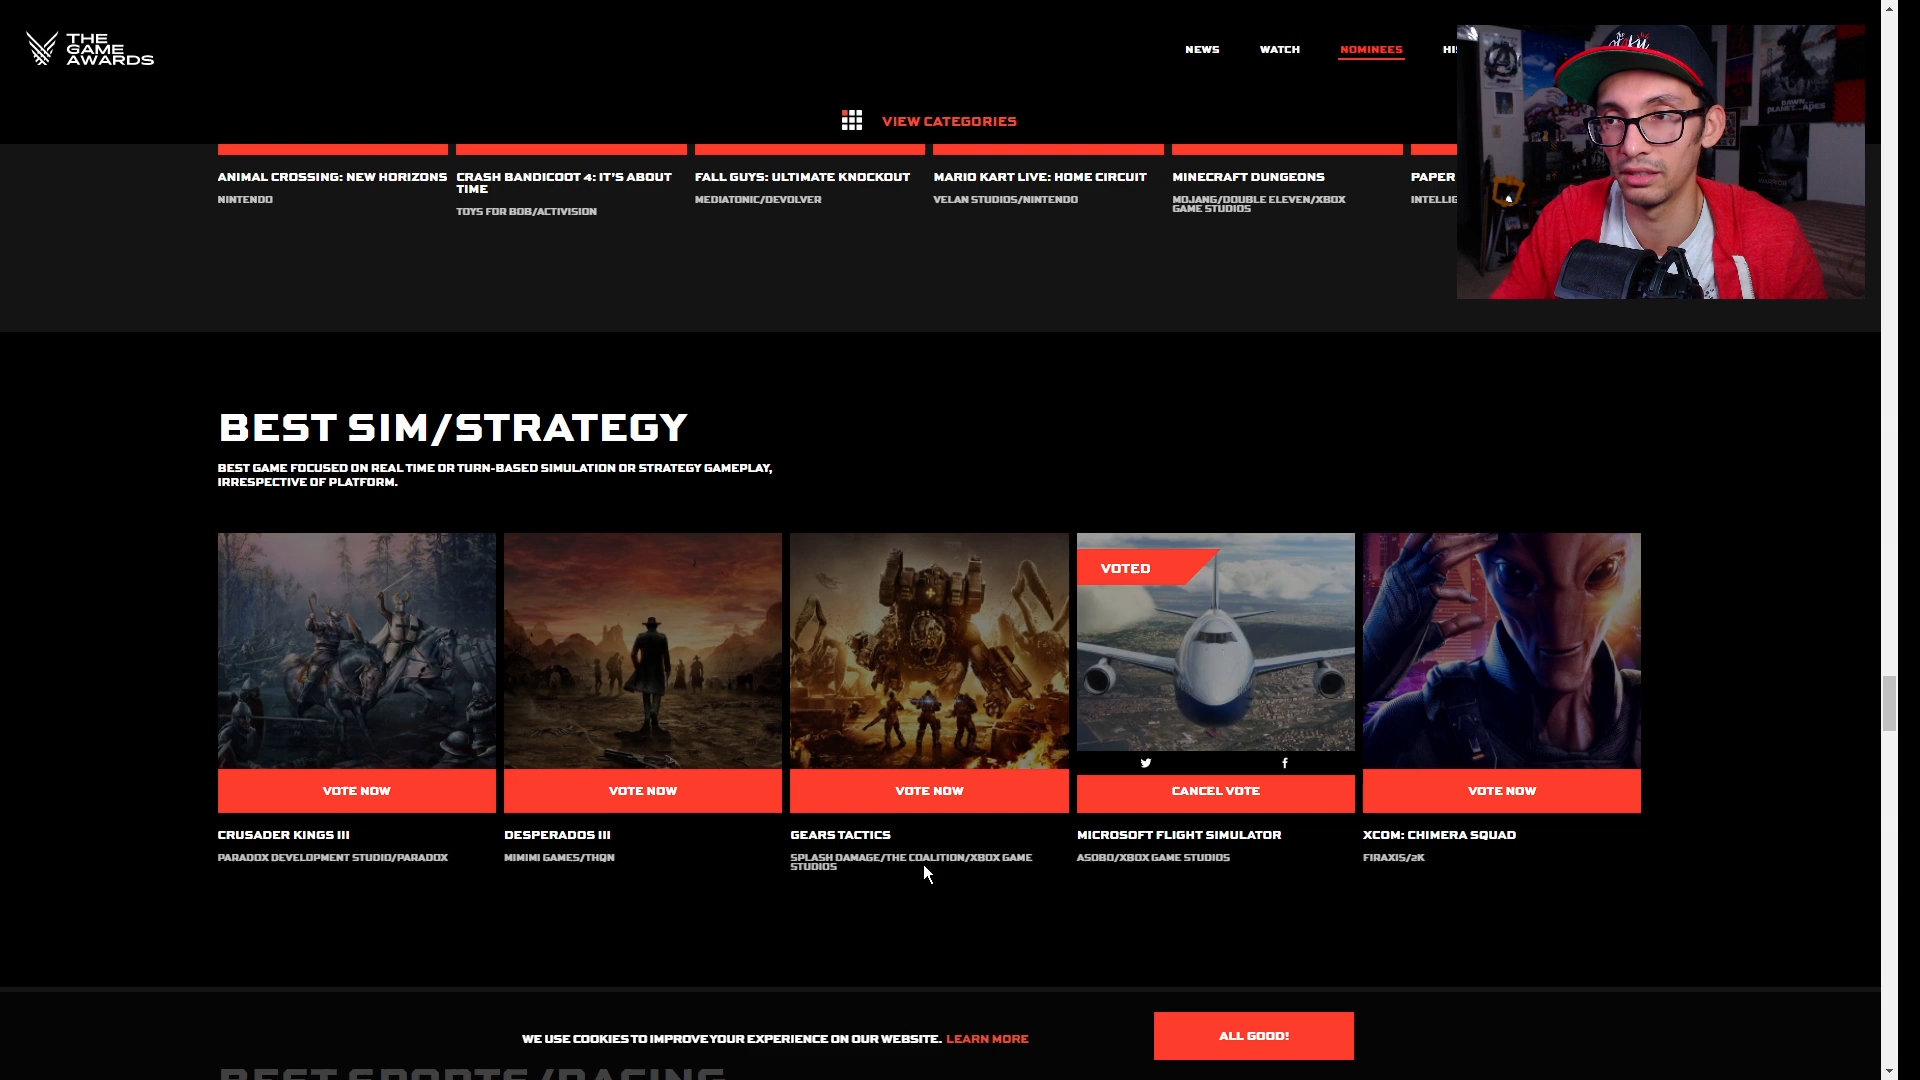 THE
GAME
AWARDS
NEWS
WATCH
NOMINEES
VIEW CATEGORIES
ANIMAL CROSSING: NEW HORIZONS
NINTENDO
CRASH BANDICOOT 4: IT'S ABOUT
TIME
TOYS FOR BOB/ACTIVISION
FALL GUYS: ULTIMATE KNOCKOUT
MEDIATONIC/DEVOLVER
MARIO KART LIVE: HOME CIRCUIT
VELAN STUDIOS/NINTENDO
MINECRAFT DUNGEONS
MOJANG/DOUBLE ELEVEN/XBOX
GAME STUDIOS
PAPER
BEST SIM/STRATEGY
BEST GAME FOCUSED ON REAL TIME OR TURN-BASED SIMULATION OR STRATEGY GAMEPLAY,
IRRESPECTIVE OF PLATFORM.
VOTED
VOTE NOW
VOTE NOW
VOTE NOW
CANCEL VOTE
VOTE NOW
CRUSADER KINGS III
PARADOX DEVELOPMENT STUDIO/PARADOX
DESPERADOS III
MIMIMI GAMES/THQN
GEARS TACTICS
SPLASH DAMAGE/THE COALITION/XBOX GAME
STUDIOS
MICROSOFT FLIGHT SIMULATOR
ASOBO/XBOX GAME STUDIOS
XCOM: CHIMERA SQUAD
FIRAXIS/2K
WE USE COOKIES TO IMPROVE YOUR EXPERIENCE ON OUR WEBSITE. LEARN MORE
ALL GOOD!
BEST SPORTS/RACING